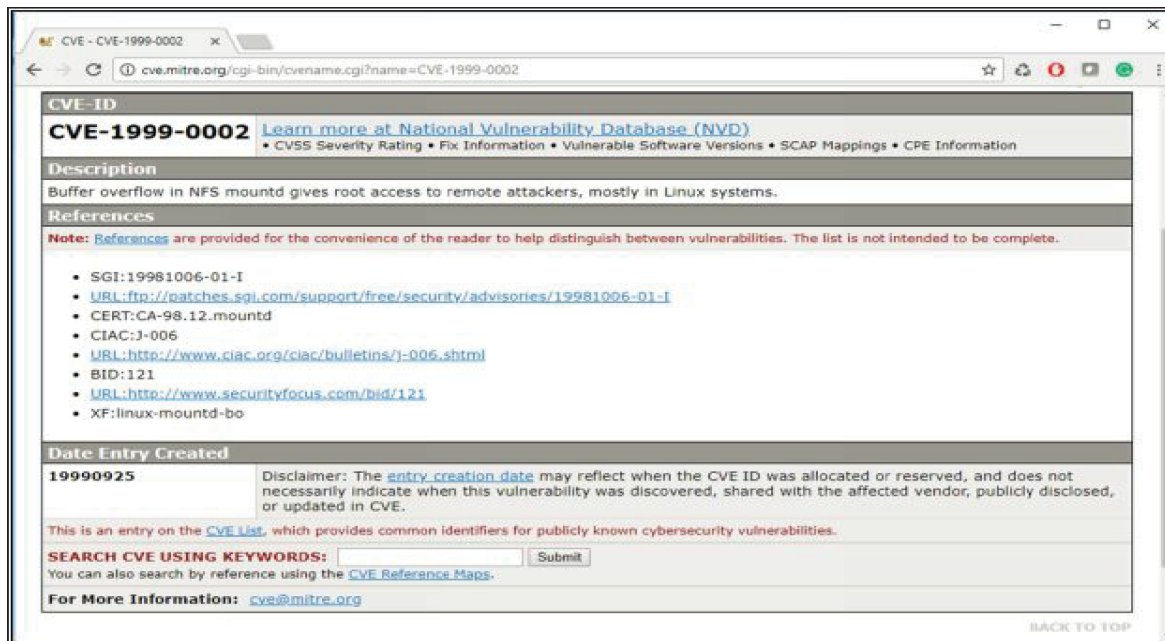 CVE - CVE-1999-0002
cve.mitre.org/cgi-bin/cvename.cgi?name=CVE-1999-0002
CVE-ID
CVE-1999-0002 Learn more at National Vulnerability Database (NVD)
• CVSS Severity Rating • Fix Information • Vulnerable Software Versions • SCAP Mappings • CPE Information
Description
Buffer overflow in NFS mountd gives root access to remote attackers, mostly in Linux systems.
References
Note: References are provided for the convenience of the reader to help distinguish between vulnerabilities. The list is not intended to be complete.
• SGI:19981006-01-I
• URL:ftp://patches.sgi.com/support/free/security/advisories/19981006-01-I
• CERT:CA-98.12.mountd
• CIAC:J-006
• URL:http://www.ciac.org/ciac/bulletins/j-006.shtml
• BID:121
• URL:http://www.securityfocus.com/bid/121
• XF:linux-mountd-bo
Date Entry Created
19990925 Disclaimer: The entry creation date may reflect when the CVE ID was allocated or reserved, and does not
necessarily indicate when this vulnerability was discovered, shared with the affected vendor, publicly disclosed,
or updated in CVE.
This is an entry on the CVE List, which provides common identifiers for publicly known cybersecurity vulnerabilities.
SEARCH CVE USING KEYWORDS: Submit
You can also search by reference using the CVE Reference Maps.
For More Information: cve@mitre.org
BACK TO TOP